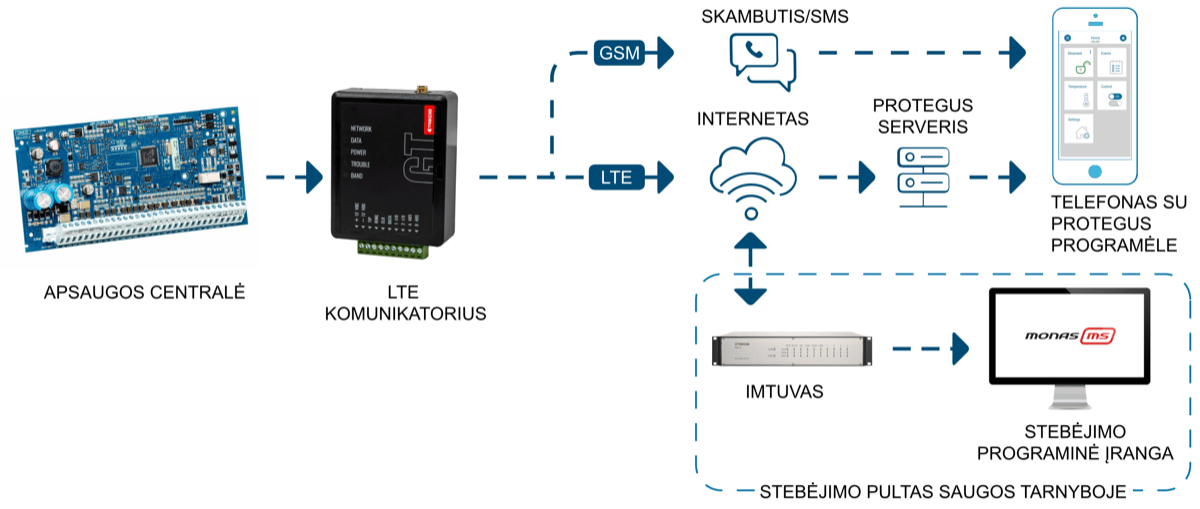 SKAMBUTIS/SMS
GSM
INTERNETAS
PROTEGUS
SERVERIS
LTE
NETWORK
DATA
POWER
TROUBLE
BAND
GT
APSAUGOS CENTRALĖ
LTE
KOMUNIKATORIUS
TELEFONAS SU
PROTEGUS
PROGRAMĖLE
IMTUVAS
MONAS MS
STEBĖJIMO
PROGRAMINĖ ĮRANGA
STEBĖJIMO PULTAS SAUGOS TARNYBOJE